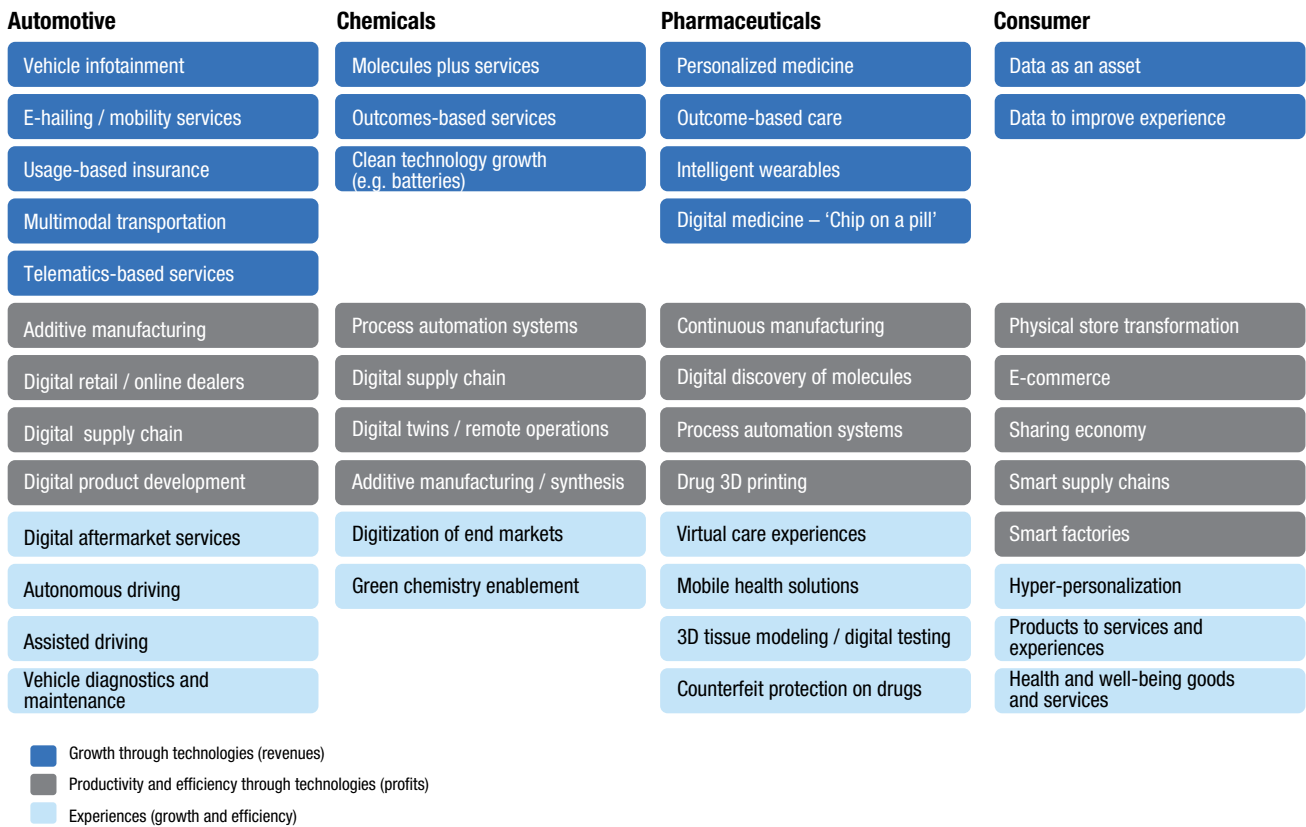 Automotive
Vehicle infotainment
E-hailing / mobility services
Usage-based insurance
Multimodal transportation
Telematics-based services
Additive manufacturing
Digital retail / online dealers
Digital  supply chain
Digital product development
Digital aftermarket services
Autonomous driving
Assisted driving
Vehicle diagnostics and
maintenance
Chemicals
Molecules plus services
Outcomes-based services
Clean technology growth
(e.g. batteries)
Process automation systems
Digital supply chain
Digital twins / remote operations
Additive manufacturing / synthesis
Digitization of end markets
Green chemistry enablement
Pharmaceuticals
Personalized medicine
Outcome-based care
Intelligent wearables
Digital medicine – ‘Chip on a pill’
Continuous manufacturing
Digital discovery of molecules
Process automation systems
Drug 3D printing
Virtual care experiences
Mobile health solutions
3D tissue modeling / digital testing
Counterfeit protection on drugs
Consumer
Data as an asset
Data to improve experience
Physical store transformation
E-commerce
Sharing economy
Smart supply chains
Smart factories
Hyper-personalization
Products to services and
experiences
Health and well-being goods
and services
Growth through technologies (revenues)
Productivity and efficiency through technologies (profits)
Experiences (growth and efficiency)